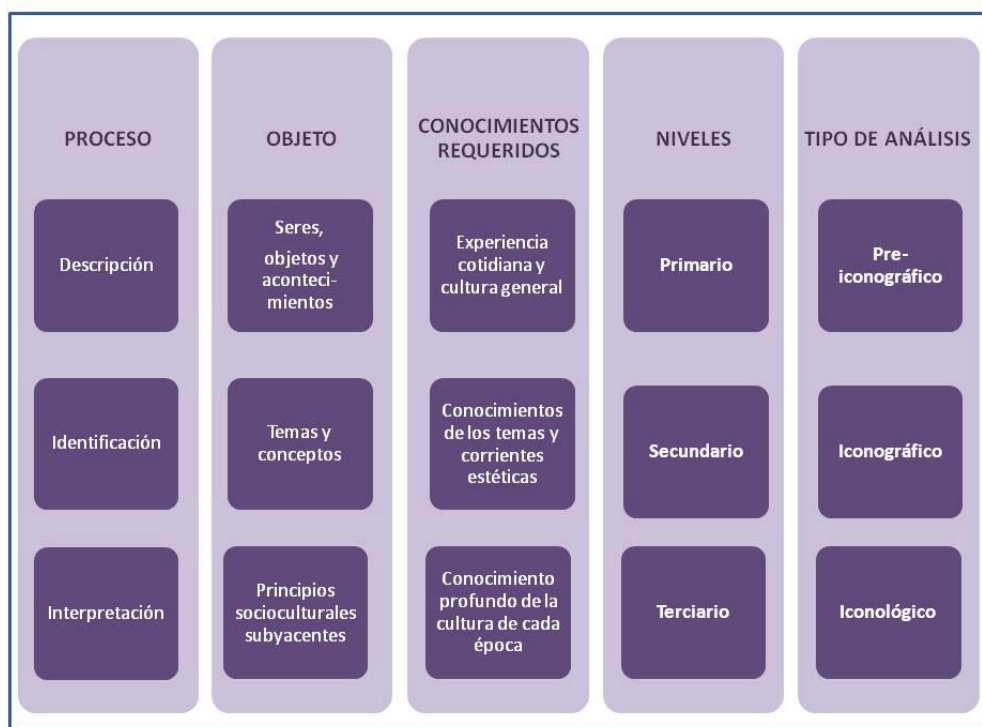 PROCESO
OBJETO
CONOCIMIENTOS
REQUERIDOS
NIVELES
TIPO DE ANÁLISIS
Descripción
Seres,
objetos y
acontecimientos
Experiencia
cotidiana y
cultura general
Primario
Pre-
iconográfico
Identificación
Temas y
conceptos
Conocimientos
de los temas y
corrientes
estéticas
Secundario
Iconográfico
Interpretación
Principios
socioculturales
subyacentes
Conocimiento
profundo de la
cultura de cada
época
Terciario
Iconológico